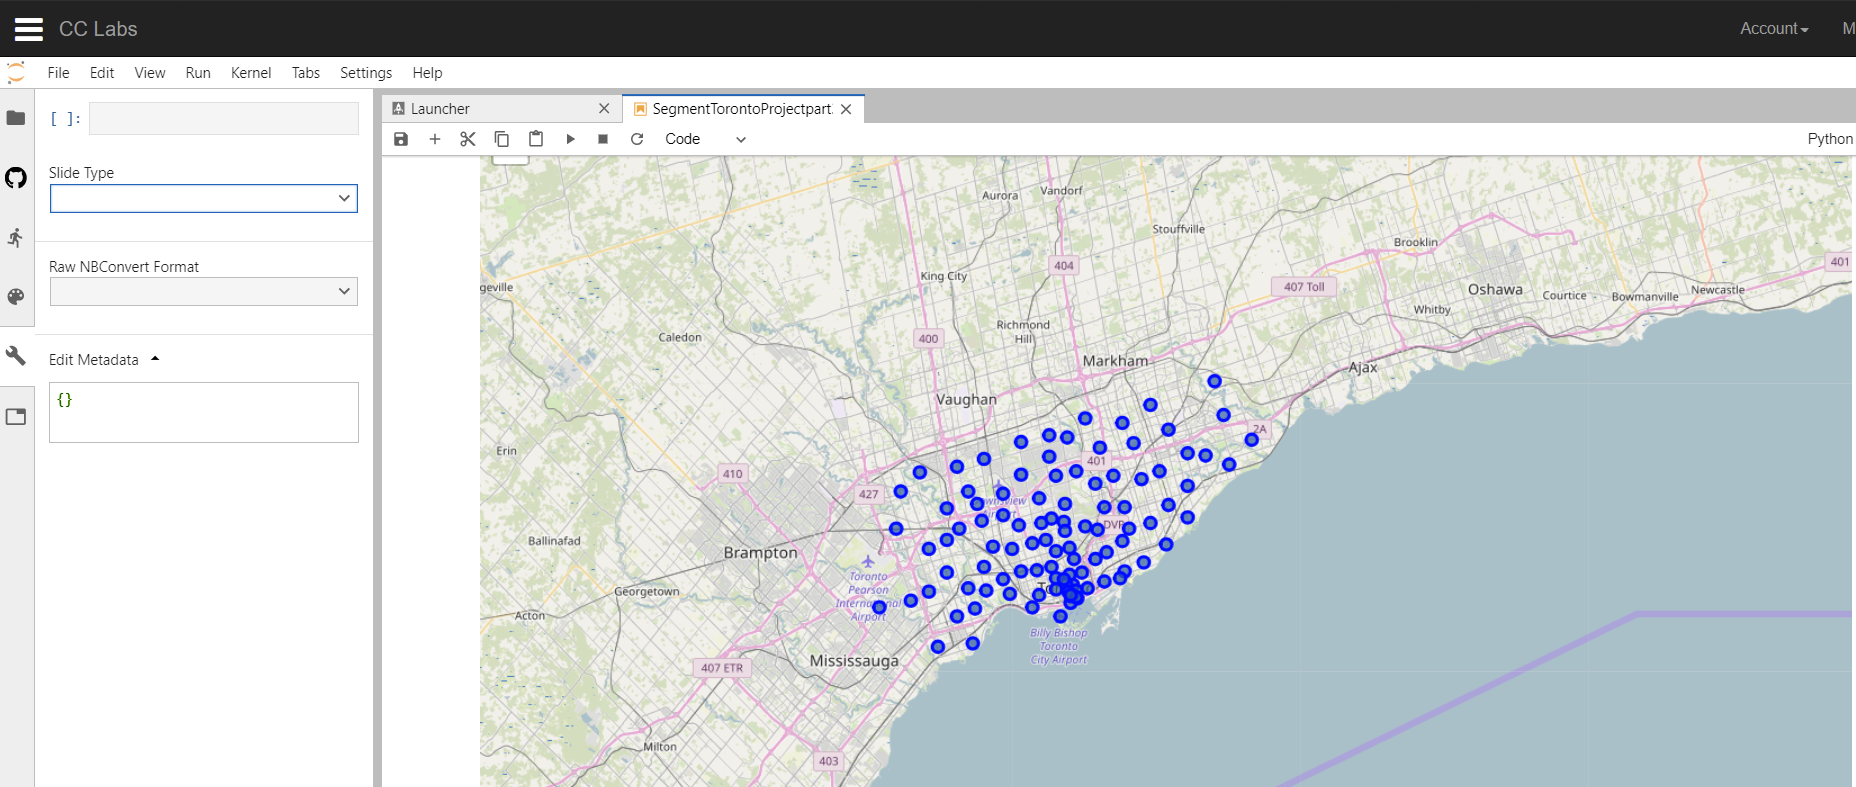 CC Labs
Account
M
File Edit View Run Kernel Tabs Settings Help
Launcher
SegmentTorontoProjectpart
[ ]:
Code
Python
Slide Type
Raw NBConvert Format
Edit Metadata
{}
Aurora
Vandorf
Stouffville
Brooklin
King City
404
401
geville
407 Toll
Oshawa
Courtice
Bowmanville
Newcastle
Whitby
Richmond
Hill
400
Caledon
Markham
Ajax
Vaughan
2A
Erin
401
410
427
DVP
Ballinafad
Brampton
Toronto
Pearson
International
Airport
Georgetown
To
Acton
Billy Bishop
Toronto
City Airport
Mississauga
407 ETR
Milton
403